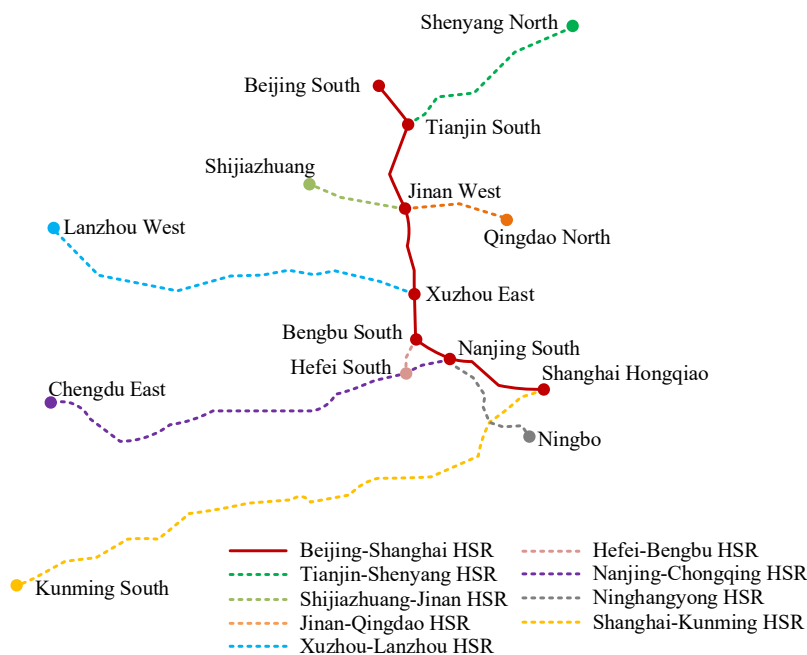 Shenyang North
Beijing South
Tianjin South
Shijiazhuang
Jinan West
Lanzhou West
Qingdao North
Xuzhou East
Bengbu South
Nanjing South
Hefei South
Shanghai Hongqiao
Chengdu East
Ningbo
Kunming South
Beijing-Shanghai HSR
Tianjin-Shenyang HSR
Shijiazhuang-Jinan HSR
Jinan-Qingdao HSR
Xuzhou-Lanzhou HSR
Hefei-Bengbu HSR
Nanjing-Chongqing HSR
Ninghangyong HSR
Shanghai-Kunming HSR